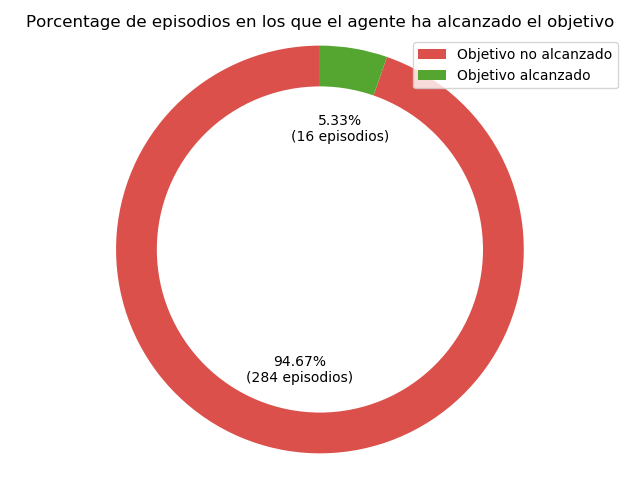 Porcentage de episodios en los que el agente ha alcanzado el objetivo
Objetivo no alcanzado
Objetivo alcanzado
5.33%
(16 episodios)
94.67%
(284 episodios)